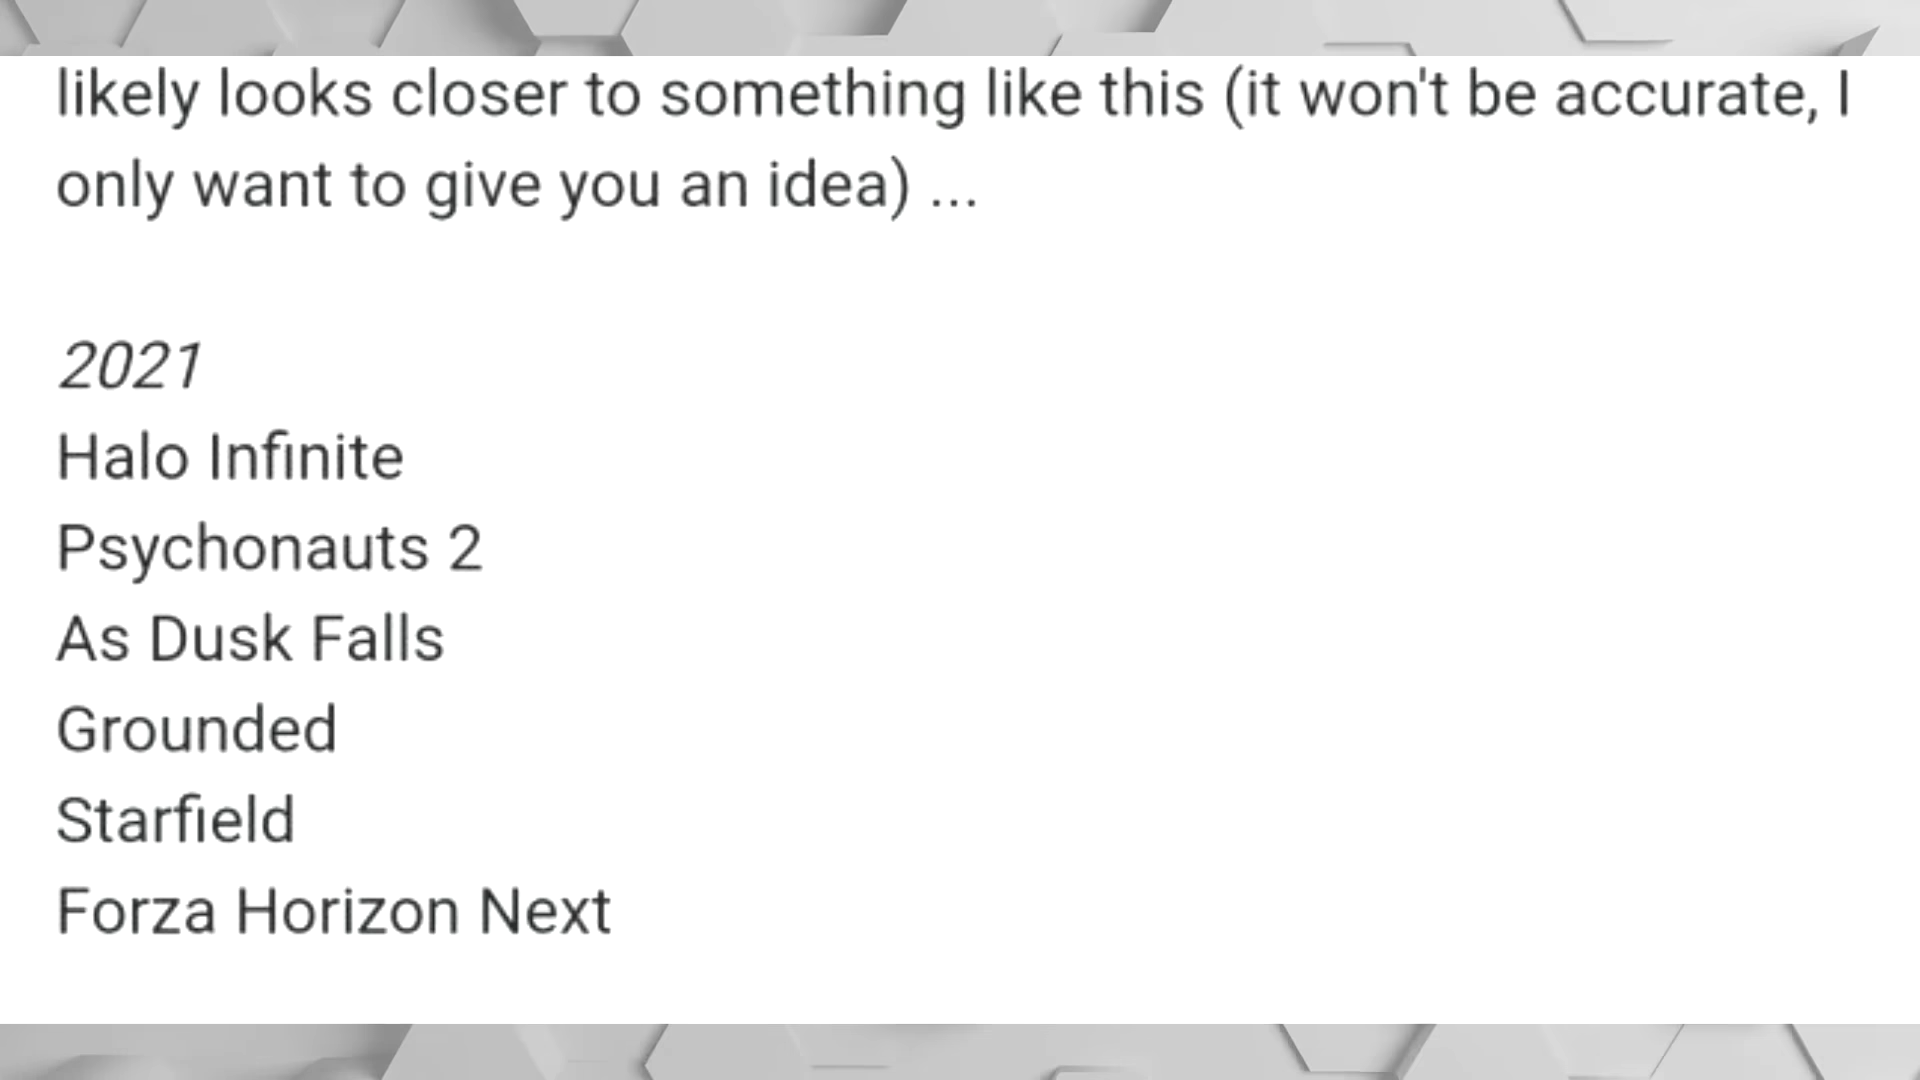 likely looks closer to something like this (it won't be accurate, I
only want to give you an idea) ...
2021
Halo Infinite
Psychonauts 2
As Dusk Falls
Grounded
Starfield
Forza Horizon Next